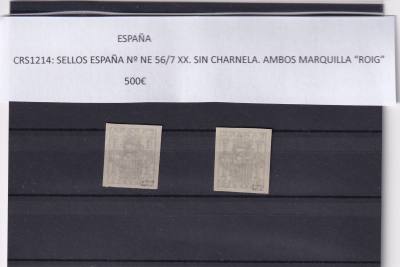 ESPAÑA
CRS1214: SELLOS ESPAÑA Nº NE 56/7 XX. SIN CHARNELA. AMBOS MARQUILLA “ROIG”
500€